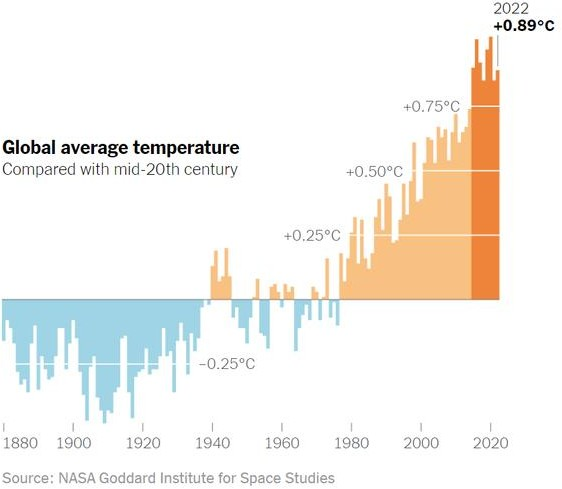 2022
+0.89°C
+0.75°C
Global average temperature
Compared with mid-20th century
+0.50°C
+0.25°C
−0.25°C
1880 1900 1920 1940 1960 1980 2000 2020
Source: NASA Goddard Institute for Space Studies